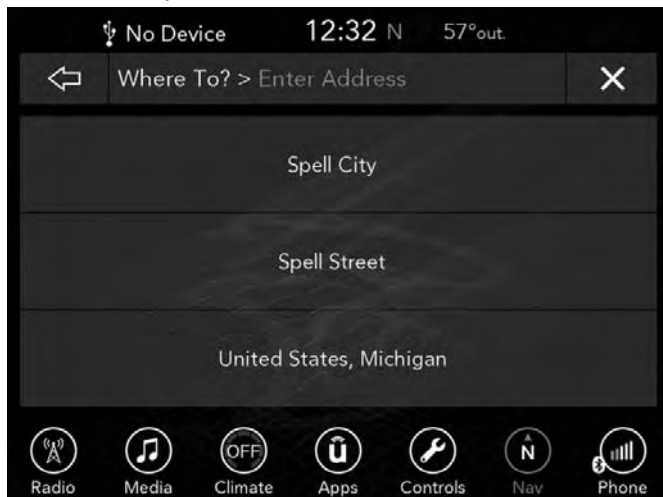 No Device 12:32 N 57°out.
Where To? > Enter Address
Spell City
Spell Street
United States, Michigan
OFF û N
Radio Media Climate Apps Controls Nav Phone